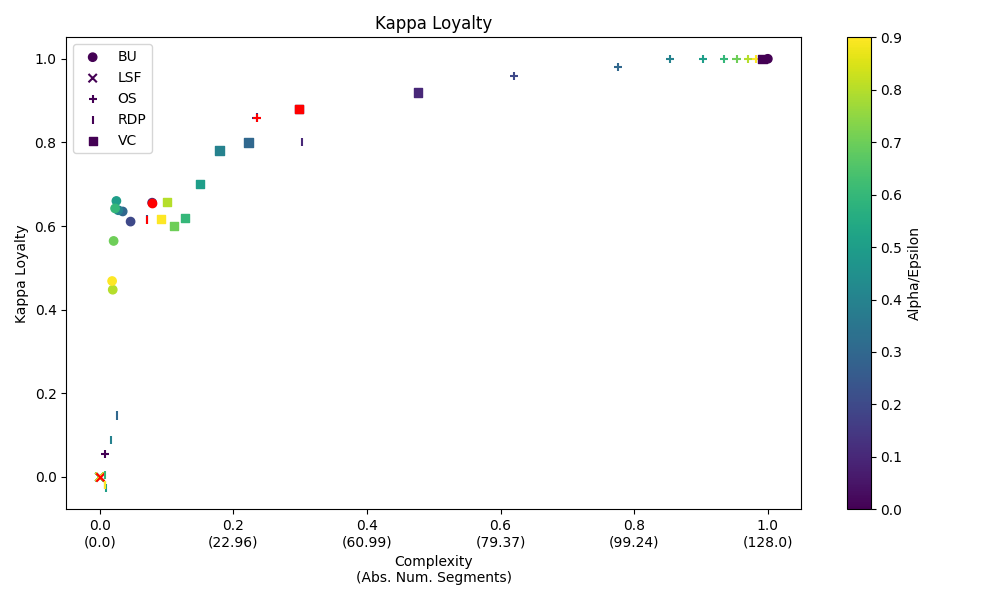 Kappa Loyalty
BU
LSF
OS
RDP
VC
Kappa Loyalty
1.0
0.8
0.6
0.4
0.2
0.0
0.0 0.2 0.4 0.6 0.8 1.0
(0.0) (22.96) (60.99) (79.37) (99.24) (128.0)
Complexity
(Abs. Num. Segments)
0.9
0.8
0.7
0.6
0.5
0.4
0.3
0.2
0.1
0.0
Alpha/Epsilon